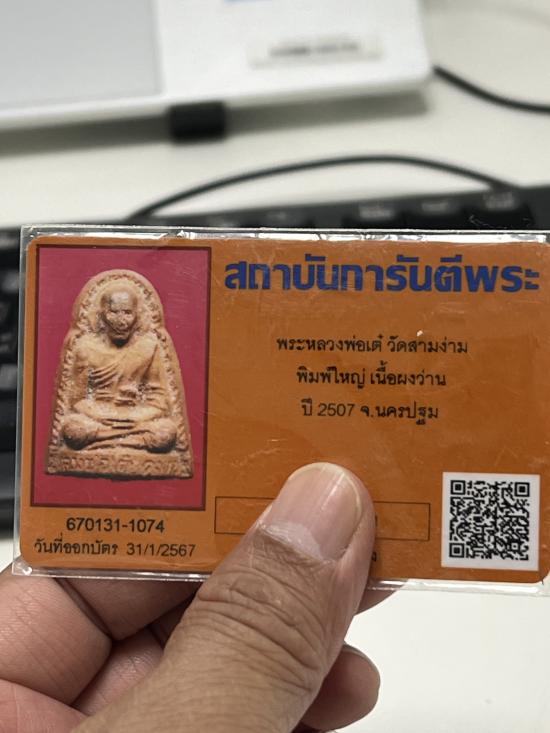 สถาบันการันตีพระ
พระหลวงพ่อเต๋ วัดสามง่าม
พิมพ์ใหญ่ เนื้อผงว่าน
ปี 2507 จ.นครปฐม
670131-1074
วันที่ออกบัตร 31/1/2567